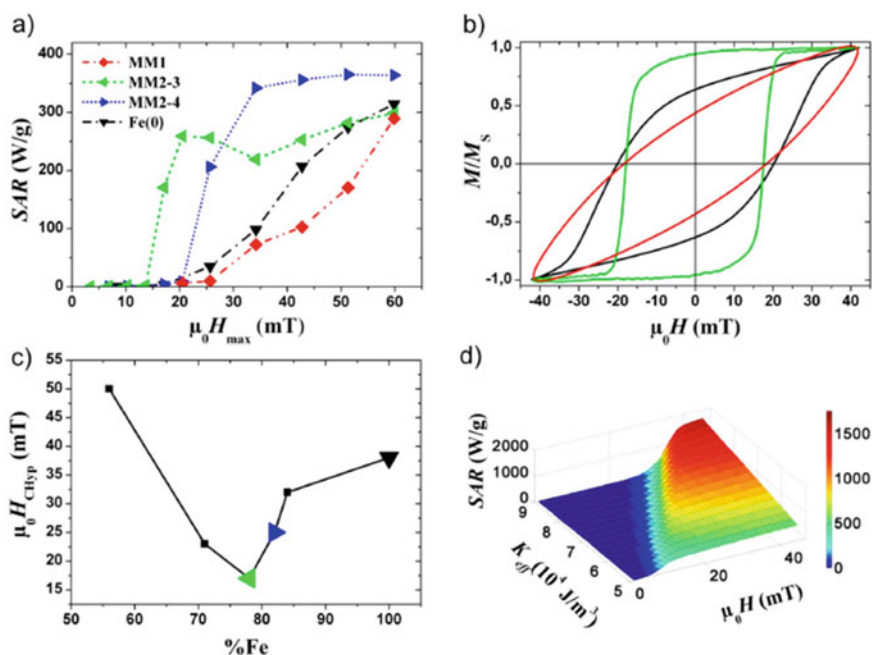 a)
SAR (W/g)
400
300
200
100
0
MM1
MM2-3
MM2-4
Fe(0)
0 10 20 30 40 50 60
μ₀Hmax (mT)
b)
M/MS
1,0
0,5
0,0
-0,5
-1,0
-40 -20 0 20 40
μ₀H (mT)
c)
μ₀HCHyp (mT)
55
50
45
40
35
30
25
20
15
50 60 70 80 90 100
%Fe
d)
SAR (W/g)
2000
1000
0
9
8
7
6
5
Keff (10⁴ J/m³)
0 20 40
μ₀H (mT)
1500
1000
500
0